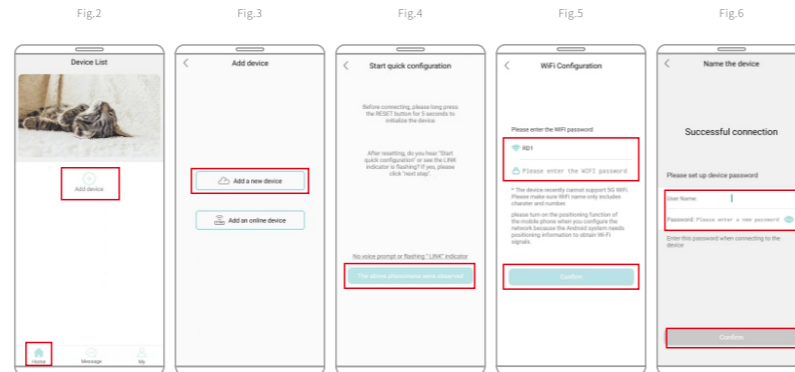 Fig.2
Fig.3
Fig.4
Fig.5
Fig.6
Device List
Add device
Home
Message
My
Add device
Add a new device
Add an online device
Start quick configuration
Before connecting, please long press
the RESET button for 5 seconds to
initialize the device
After resetting, do you hear "Start
quick configuration" or see the LINK
indicator is flashing? If yes, please
click "next step".
No voice prompt or flashing " LINK" indicator
The above phenomena were observed
WiFi Configuration
Please enter the WIFI password
RD1
Please enter the WIFI password
* The device recently cannot support 5G WiFi.
Please make sure WiFi name only includes
charater and number.
please turn on the positioning function of
the mobile phone when you configure the
network because the Android system needs
positioning information to obtain Wi-Fi
signals.
Confirm
Name the device
Successful connection
Please set up device password
User Name:
Password: Please enter a new password
Enter this password when connecting to the
device
Confirm